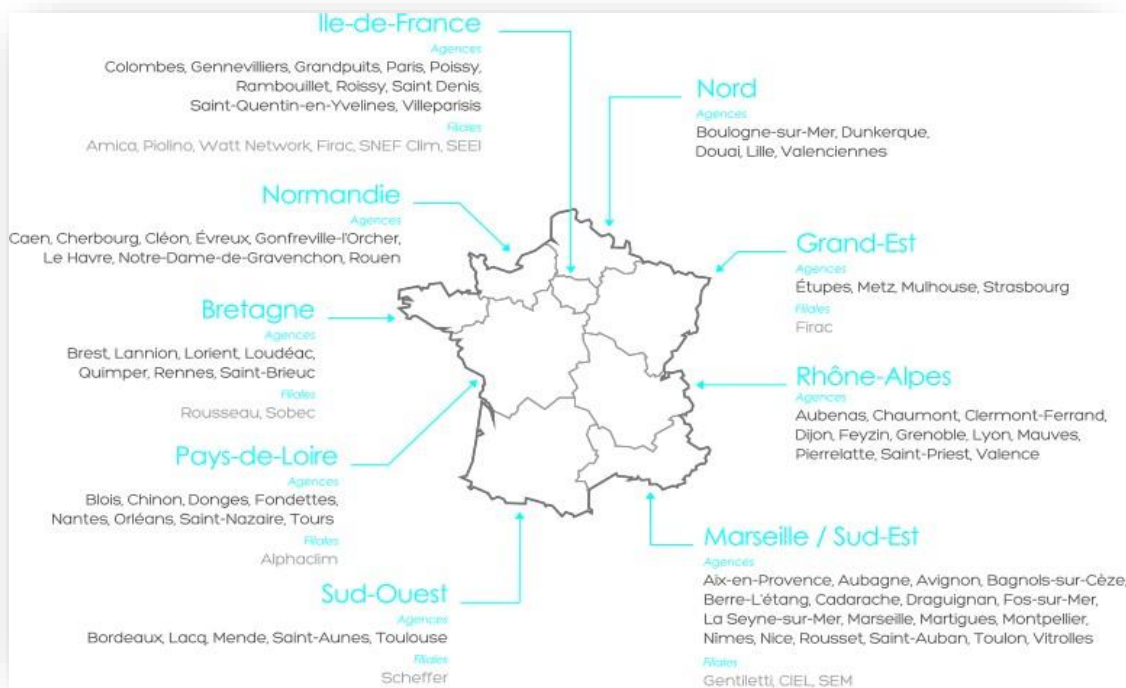 Ile-de-France
Agences
Colombes, Gennevilliers, Grandpuits, Paris, Poissy,
Rambouillet, Roissy, Saint Denis,
Saint-Quentin-en-Yvelines, Villeparisis
Filiales
Amica, Piolino, Watt Network, Firac, SNEF Clim, SEEI
Nord
Agences
Boulogne-sur-Mer, Dunkerque,
Douai, Lille, Valenciennes
Normandie
Agences
Caen, Cherbourg, Cléon, Évreux, Gonfreville-l'Orcher,
Le Havre, Notre-Dame-de-Gravenchon, Rouen
Grand-Est
Agences
Étupes, Metz, Mulhouse, Strasbourg
Filiales
Firac
Bretagne
Agences
Brest, Lannion, Lorient, Loudéac,
Quimper, Rennes, Saint-Brieuc
Filiales
Rousseau, Sobec
Rhône-Alpes
Agences
Aubenas, Chaumont, Clermont-Ferrand,
Dijon, Feyzin, Grenoble, Lyon, Mauves,
Pierrelatte, Saint-Priest, Valence
Pays-de-Loire
Agences
Blois, Chinon, Donges, Fondettes,
Nantes, Orléans, Saint-Nazaire, Tours
Filiales
Alphaclim
Marseille / Sud-Est
Agences
Aix-en-Provence, Aubagne, Avignon, Bagnols-sur-Cèze,
Berre-L'étang, Cadarache, Draguignan, Fos-sur-Mer,
La Seyne-sur-Mer, Marseille, Martigues, Montpellier,
Nîmes, Nice, Rousset, Saint-Auban, Toulon, Vitrolles
Filiales
Gentiletti, CIEL, SEM
Sud-Ouest
Agences
Bordeaux, Lacq, Mende, Saint-Aunes, Toulouse
Filiales
Scheffer